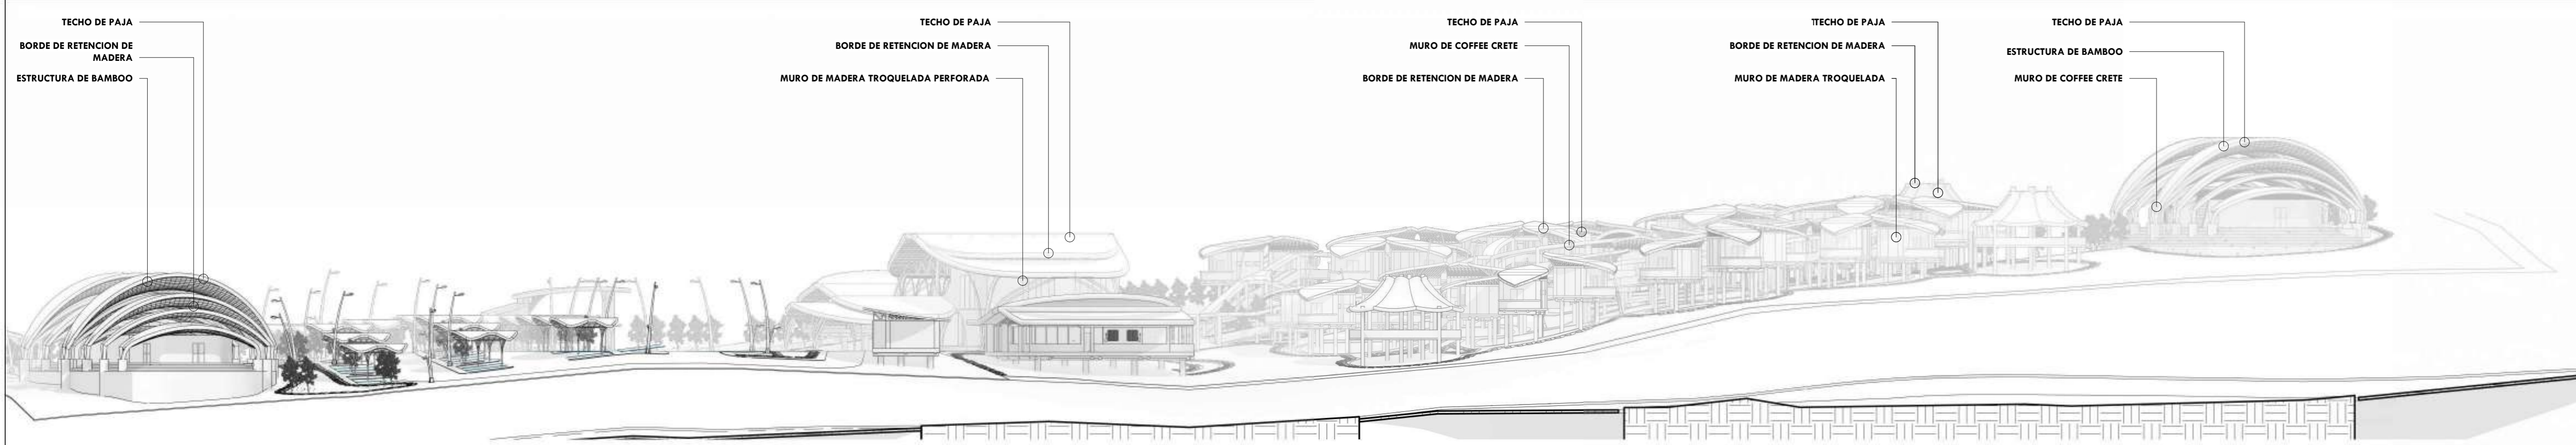 TECHO DE PAJA
BORDE DE RETENCION DE
MADERA
ESTRUCTURA DE BAMBOO
TECHO DE PAJA
BORDE DE RETENCION DE MADERA
MURO DE MADERA TROQUELADA PERFORADA
TECHO DE PAJA
MURO DE COFFEE CRETE
BORDE DE RETENCION DE MADERA
TTECHO DE PAJA
BORDE DE RETENCION DE MADERA
MURO DE MADERA TROQUELADA
TECHO DE PAJA
ESTRUCTURA DE BAMBOO
MURO DE COFFEE CRETE